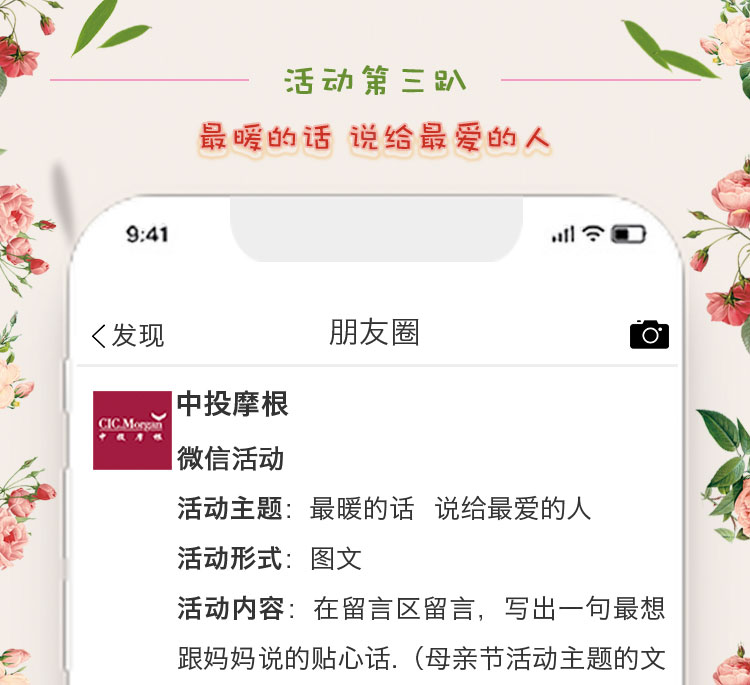 活动第三趴
最暖的话 说给最爱的人
9:41
发现
朋友圈
CIC.Morgan
中投摩根
中投摩根
微信活动
活动主题：最暖的话 说给最爱的人
活动形式：图文
活动内容：在留言区留言，写出一句最想
跟妈妈说的贴心话.（母亲节活动主题的文